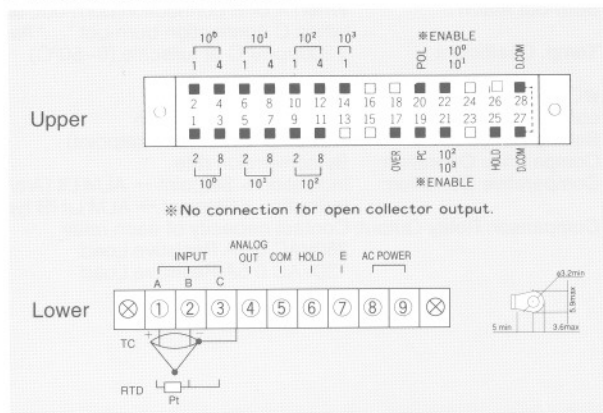 10⁰ 10¹ 10² 10³ ※ENABLE
1 4 1 4 1 4 1 POL 10⁰ D.COM
10¹
2 4 6 8 10 12 14 16 18 20 22 24 26 28
Upper
1 3 5 7 9 11 13 15 17 19 21 23 25 27
2 8 2 8 2 8 OVER PC 10² HOLD D.COM
10³
10⁰ 10¹ 10² ※ENABLE
※No connection for open collector output.
INPUT ANALOG OUT COM HOLD E AC POWER
A B C
Lower
① ② ③ ④ ⑤ ⑥ ⑦ ⑧ ⑨
+ −
TC
RTD
Pt
ø3.2min
5.9max
5 min 3.6max